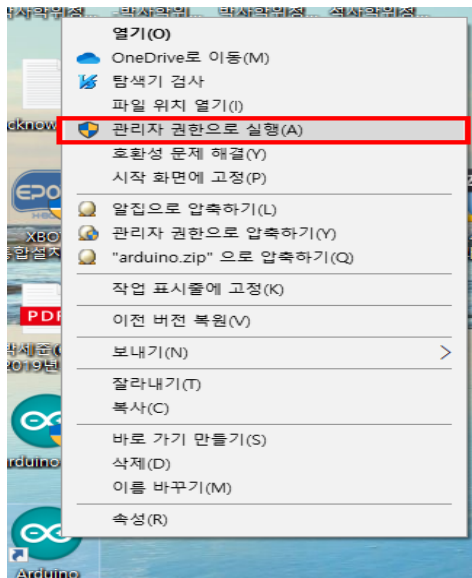 열기(O)
OneDrive로 이동(M)
탐색기 검사
파일 위치 열기(I)
관리자 권한으로 실행(A)
호환성 문제 해결(Y)
시작 화면에 고정(P)
알집으로 압축하기(L)
관리자 권한으로 압축하기(Y)
"arduino.zip" 으로 압축하기(Q)
작업 표시줄에 고정(K)
이전 버전 복원(V)
보내기(N)
잘라내기(T)
복사(C)
바로 가기 만들기(S)
삭제(D)
이름 바꾸기(M)
속성(R)
EPO
XBO
PDF
2019년
Arduino